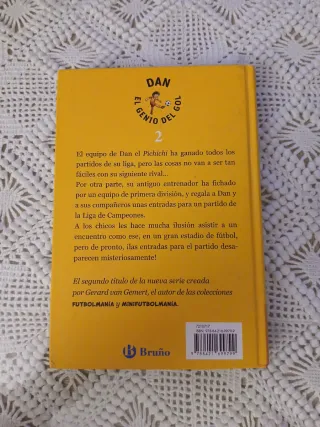 DAN
EL GENIO DEL GOL
2
El equipo de Dan el Pichichi ha ganado todos los
partidos de su liga, pero las cosas no van a ser tan
fáciles con su siguiente rival...
Por otra parte, su antiguo entrenador ha fichado
por un equipo de primera división, y regala a Dan y
a sus compañeros unas entradas para un partido de
la Liga de Campeones.
A los chicos les hace mucha ilusión asistir a un
encuentro como ese, en un gran estadio de fútbol,
pero de pronto, ¡las entradas para el partido desa-
parecen misteriosamente!
El segundo título de la nueva serie creada
por Gerard van Gemert, el autor de las colecciones
FUTBOLMANÍA y MINIFUTBOLMANÍA.
Bruño